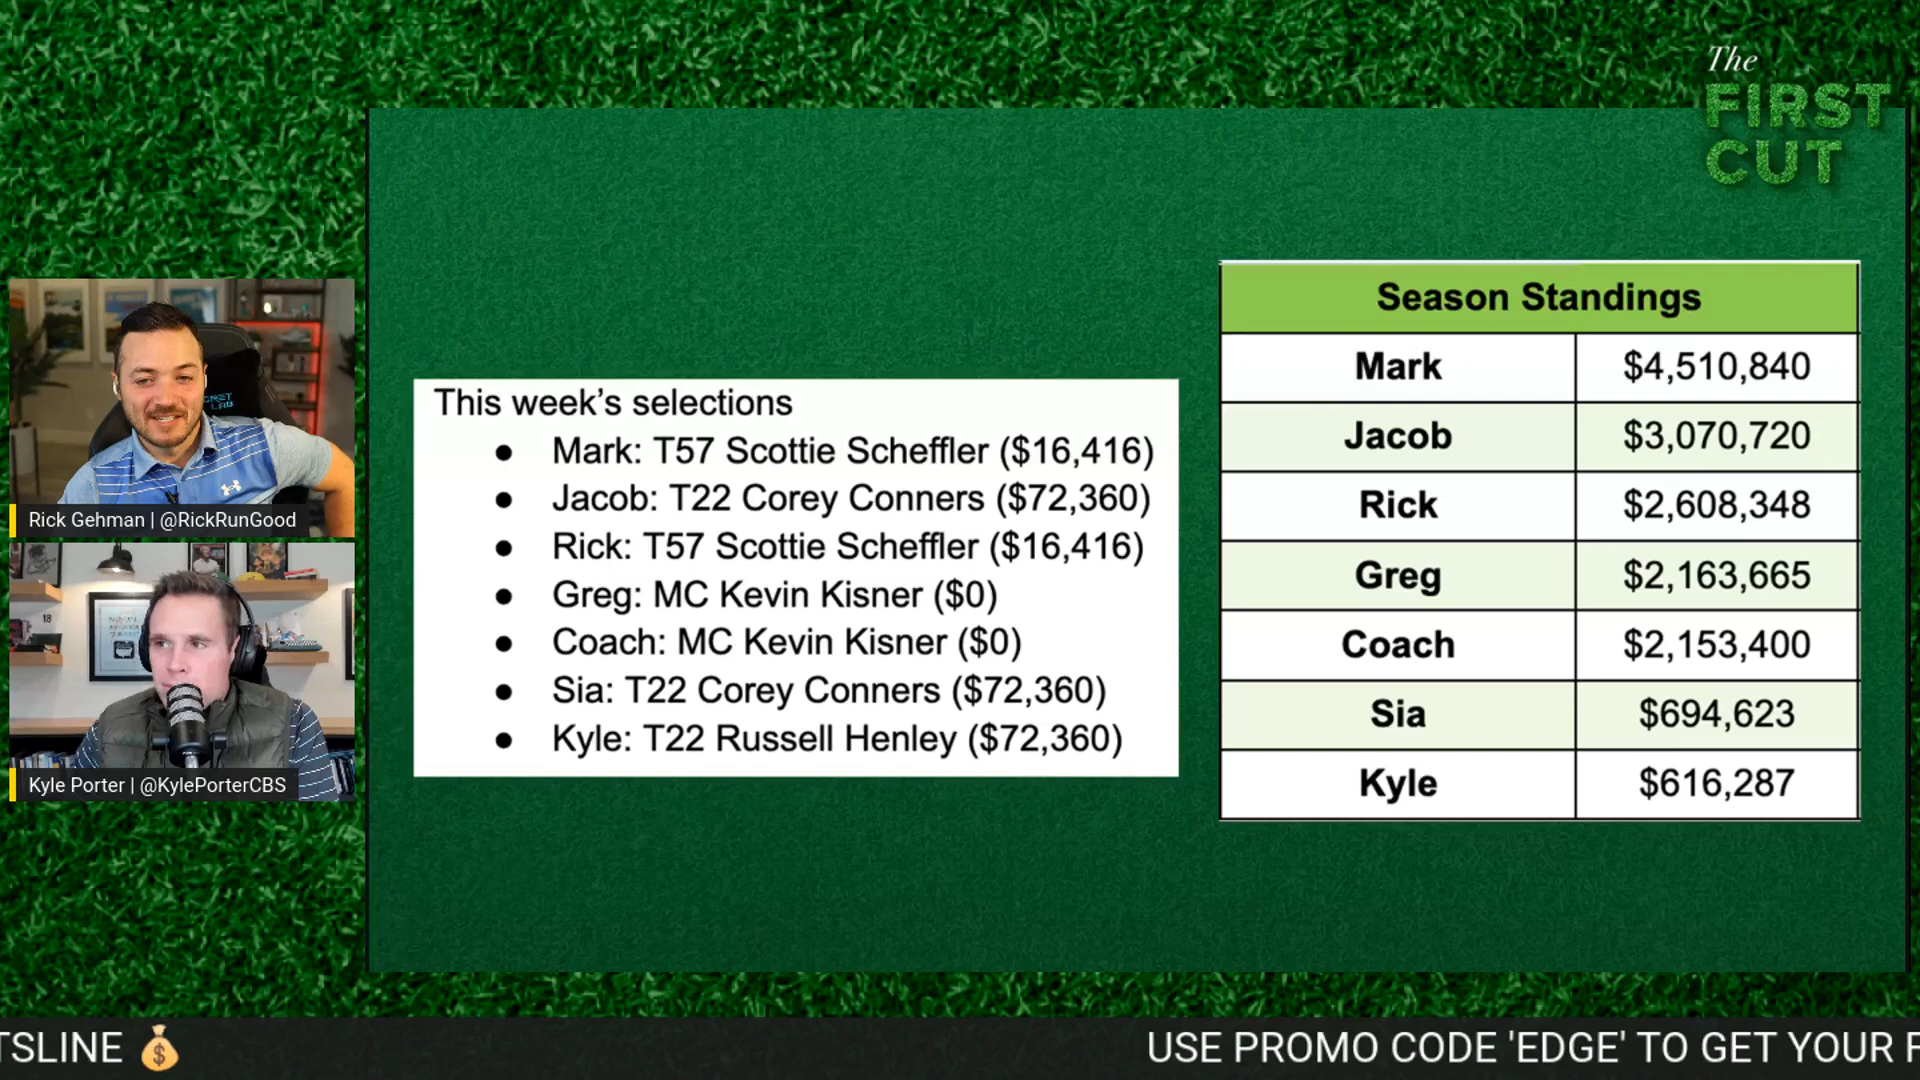 The
FIRST
CUT
This week's selections
● Mark: T57 Scottie Scheffler ($16,416)
● Jacob: T22 Corey Conners ($72,360)
● Rick: T57 Scottie Scheffler ($16,416)
● Greg: MC Kevin Kisner ($0)
● Coach: MC Kevin Kisner ($0)
● Sia: T22 Corey Conners ($72,360)
● Kyle: T22 Russell Henley ($72,360)
Season Standings
Mark $4,510,840
Jacob $3,070,720
Rick $2,608,348
Greg $2,163,665
Coach $2,153,400
Sia $694,623
Kyle $616,287
Rick Gehman | @RickRunGood
Kyle Porter | @KylePorterCBS
18
TSLINE 💰 USE PROMO CODE 'EDGE' TO GET YOUR F